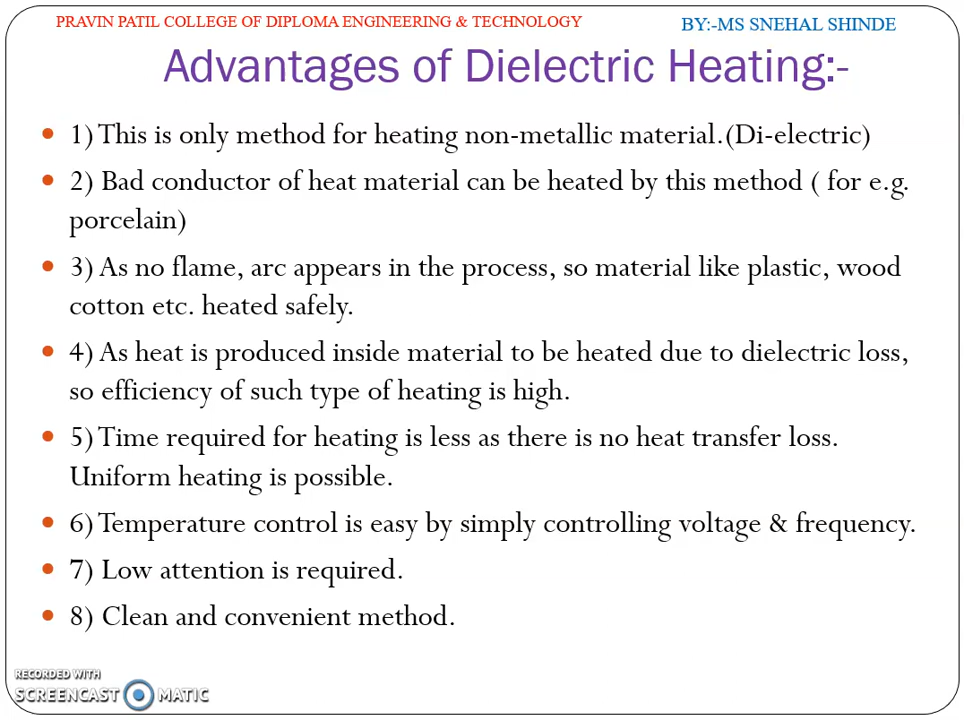 PRAVIN PATIL COLLEGE OF DIPLOMA ENGINEERING & TECHNOLOGY
BY:-MS SNEHAL SHINDE
Advantages of Dielectric Heating:-
1) This is only method for heating non-metallic material.(Di-electric)
2) Bad conductor of heat material can be heated by this method ( for e.g.
porcelain)
3) As no flame, arc appears in the process, so material like plastic, wood
cotton etc. heated safely.
4) As heat is produced inside material to be heated due to dielectric loss,
so efficiency of such type of heating is high.
5) Time required for heating is less as there is no heat transfer loss.
Uniform heating is possible.
6) Temperature control is easy by simply controlling voltage & frequency.
7) Low attention is required.
8) Clean and convenient method.
RECORDED WITH
SCREENCAST MATIC